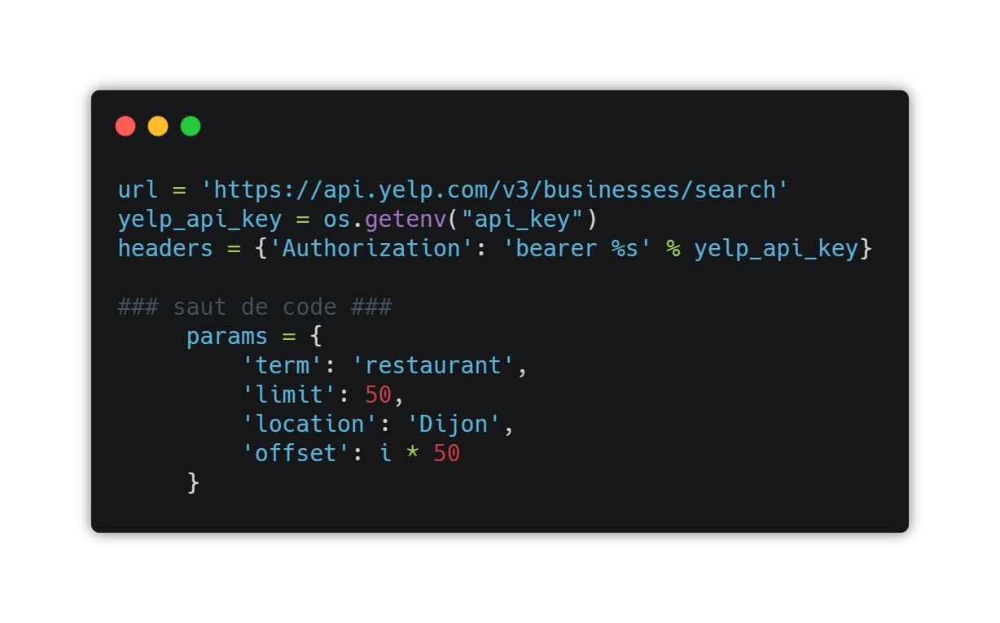 url = 'https://api.yelp.com/v3/businesses/search'
yelp_api_key = os.getenv("api_key")
headers = {'Authorization': 'bearer %s' % yelp_api_key}
### saut de code ###
params = {
'term': 'restaurant',
'limit': 50,
'location': 'Dijon',
'offset': i * 50
}